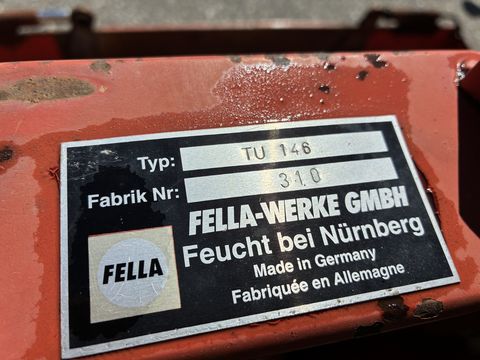 Typ: TU 146
Fabrik Nr: 310
FELLA-WERKE GMBH
Feucht bei Nürnberg
Made in Germany
Fabriquée en Allemagne
FELLA